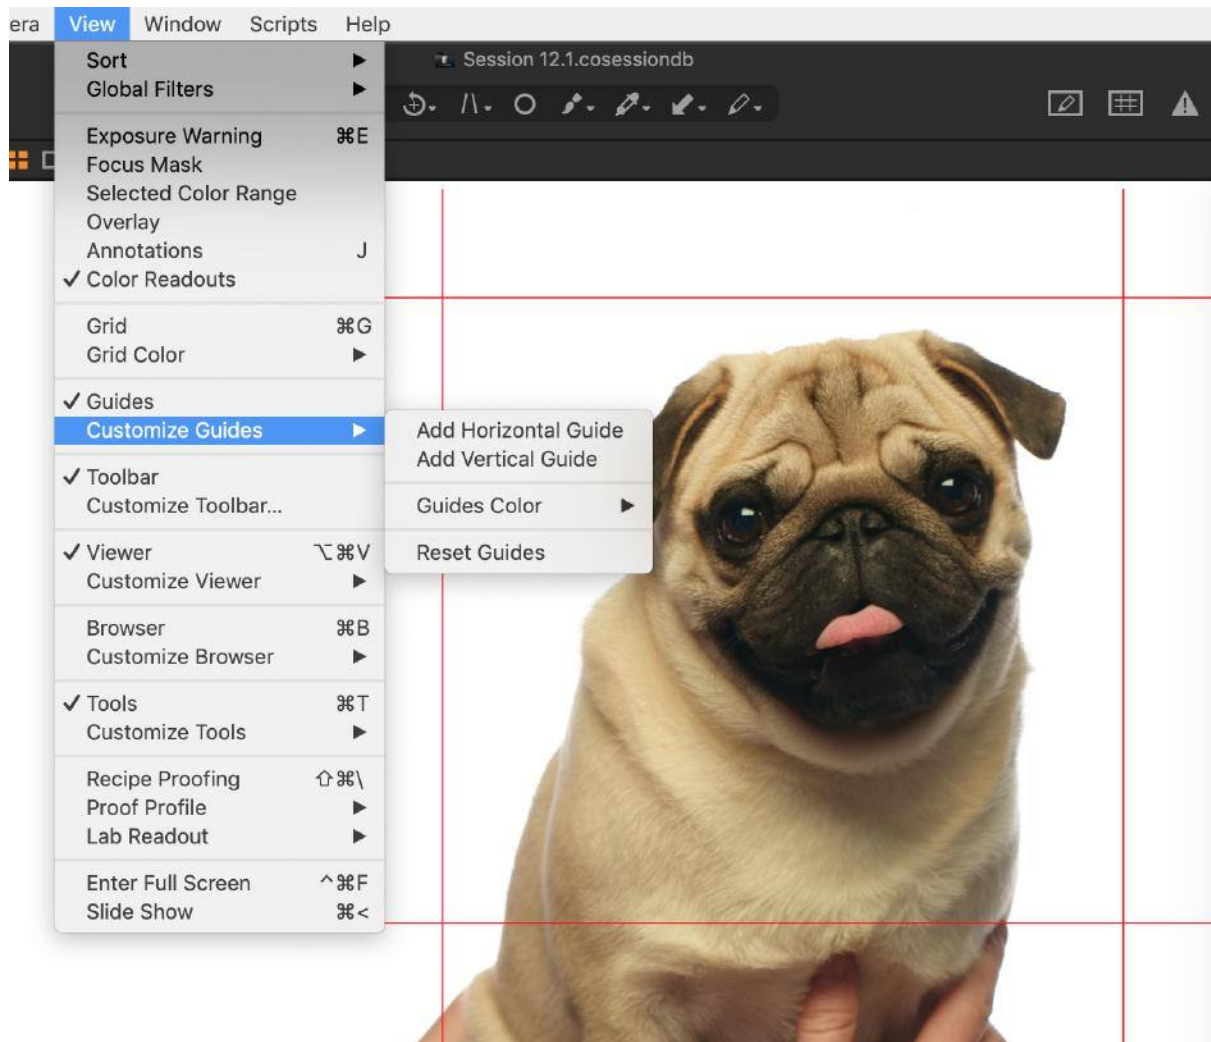 era View Window Scripts Help
Session 12.1.cosessiondb
Sort
Global Filters
Exposure Warning ⌘E
Focus Mask
Selected Color Range
Overlay
Annotations J
✓ Color Readouts
Grid ⌘G
Grid Color
✓ Guides
Customize Guides
Add Horizontal Guide
Add Vertical Guide
Guides Color
Reset Guides
✓ Toolbar
Customize Toolbar...
✓ Viewer ⌥⌘V
Customize Viewer
Browser ⌘B
Customize Browser
✓ Tools ⌘T
Customize Tools
Recipe Proofing ⇧⌘\
Proof Profile
Lab Readout
Enter Full Screen ^⌘F
Slide Show ⌘<